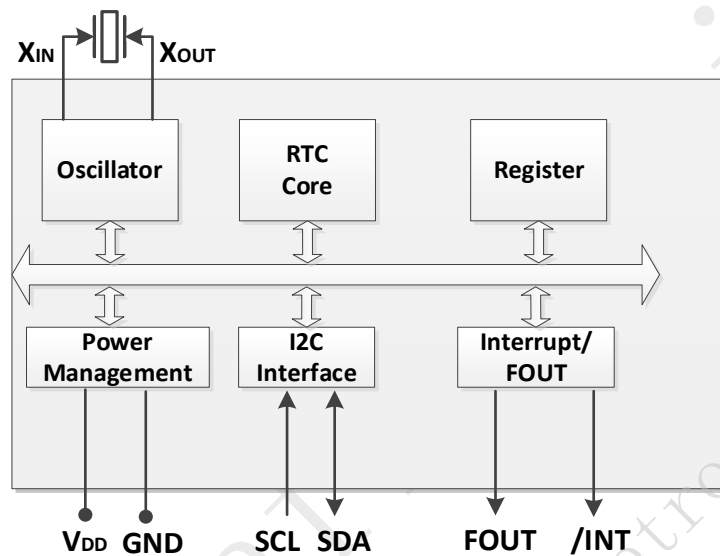 XIN XOUT
Oscillator
RTC
Core
Register
Power
Management
I2C
Interface
Interrupt/
FOUT
VDD GND SCL SDA FOUT /INT